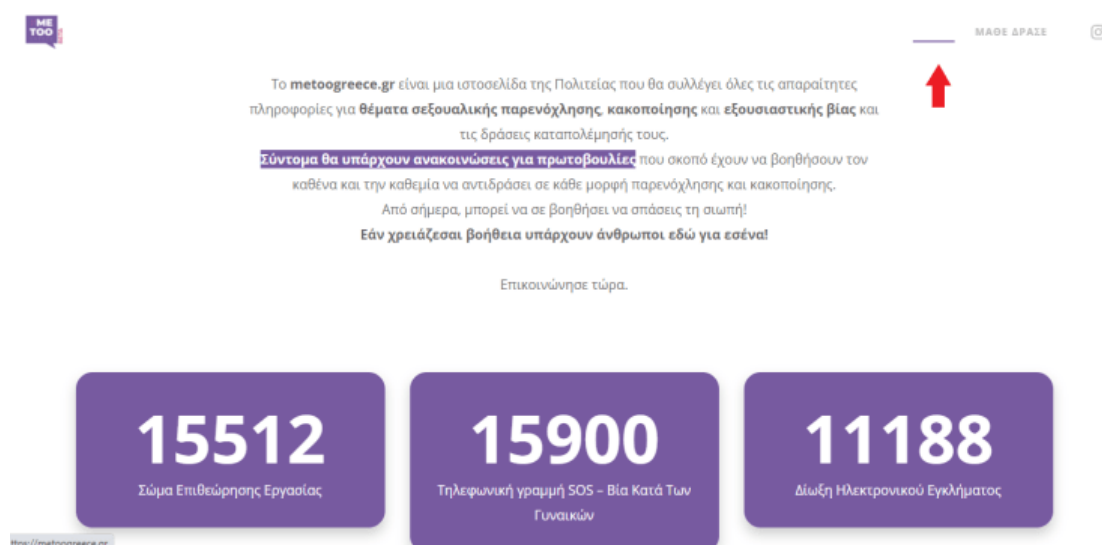 ME
TOO
ΜΑΘΕ ΔΡΑΣΕ
Το metoogreece.gr είναι μια ιστοσελίδα της Πολιτείας που θα συλλέγει όλες τις απαραίτητες
πληροφορίες για θέματα σεξουαλικής παρενόχλησης, κακοποίησης και εξουσιαστικής βίας και
τις δράσεις καταπολέμησής τους.
Σύντομα θα υπάρχουν ανακοινώσεις για πρωτοβουλίες που σκοπό έχουν να βοηθήσουν τον
καθένα και την καθεμία να αντιδράσει σε κάθε μορφή παρενόχλησης και κακοποίησης.
Από σήμερα, μπορεί να σε βοηθήσει να σπάσεις τη σιωπή!
Εάν χρειάζεσαι βοήθεια υπάρχουν άνθρωποι εδώ για εσένα!
Επικοινώνησε τώρα.
15512
Σώμα Επιθεώρησης Εργασίας
15900
Τηλεφωνική γραμμή SOS – Βία Κατά Των
Γυναικών
11188
Δίωξη Ηλεκτρονικού Εγκλήματος
ttps://metoogreece.gr